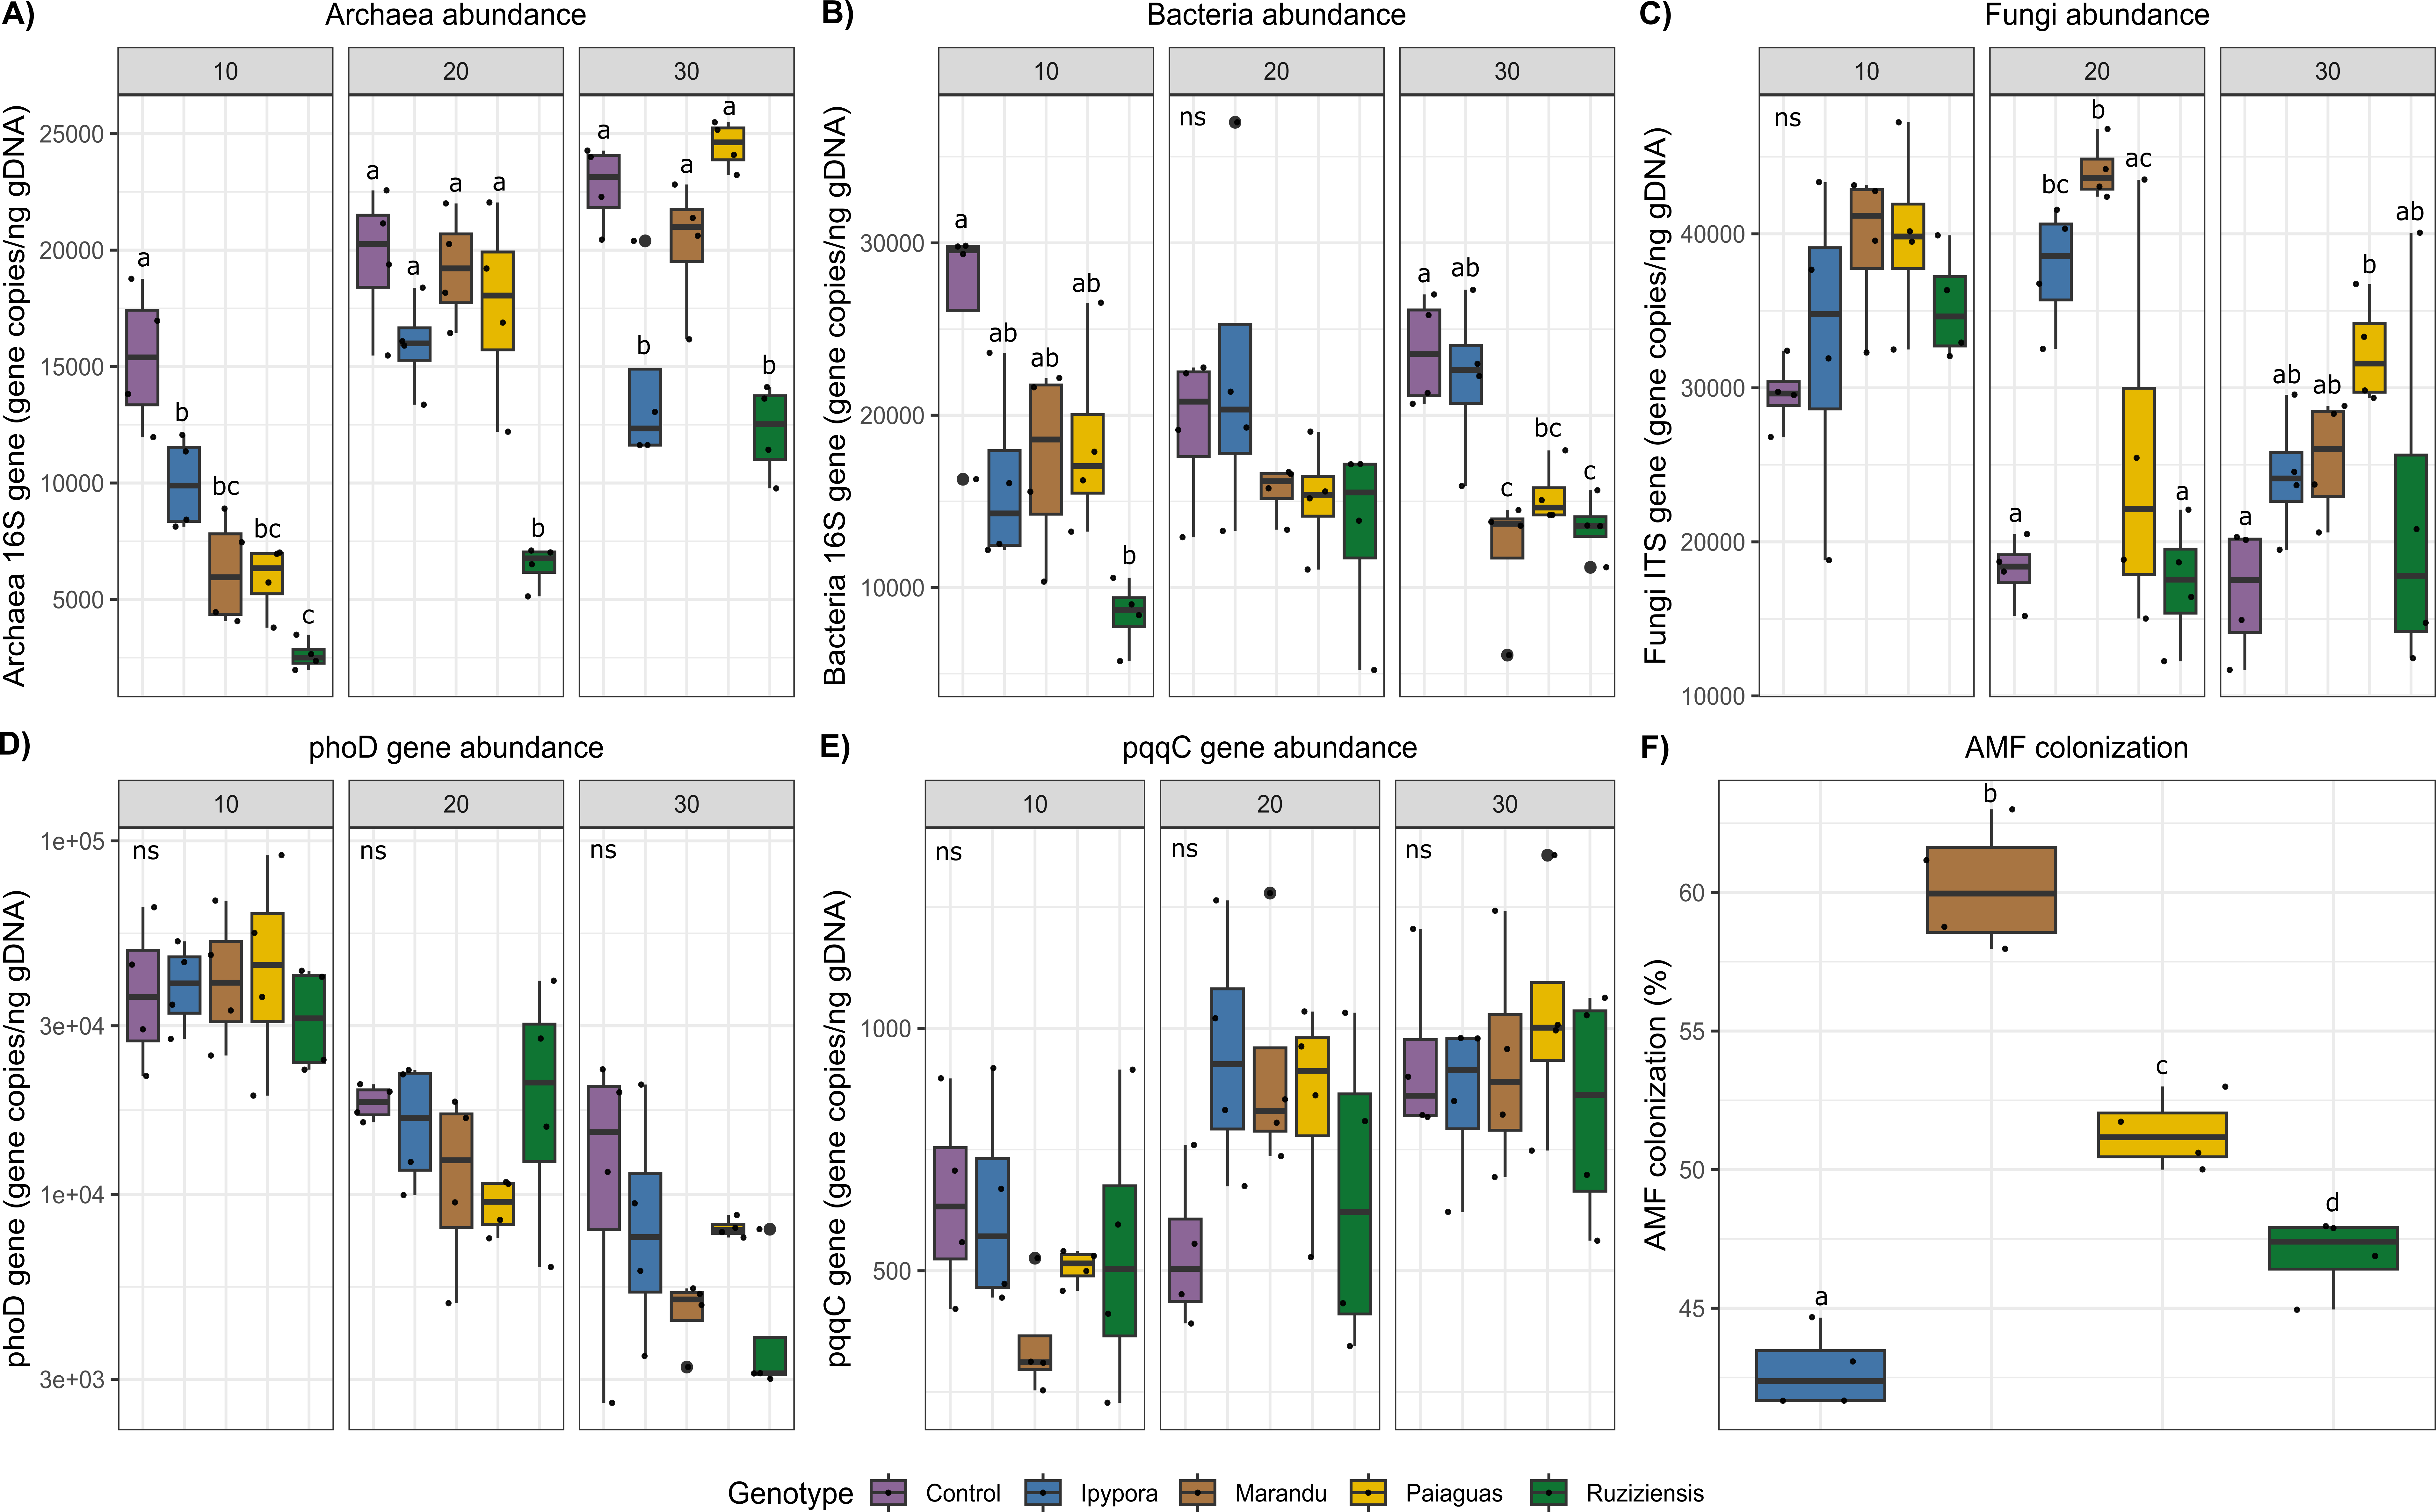 A) Archaea abundance
10 20 30
Archaea 16S gene (gene copies/ng gDNA)
25000
20000
15000
10000
5000
a b bc bc c
a a a a b
a b a a b
B) Bacteria abundance
10 20 30
Bacteria 16S gene (gene copies/ng gDNA)
30000
20000
10000
a ab ab ab b
ns
a ab c bc c
C) Fungi abundance
10 20 30
Fungi ITS gene (gene copies/ng gDNA)
40000
30000
20000
10000
ns
a bc b ac a
a ab ab b ab
D) phoD gene abundance
10 20 30
phoD gene (gene copies/ng gDNA)
1e+05
3e+04
1e+04
3e+03
ns ns ns
E) pqqC gene abundance
10 20 30
pqqC gene (gene copies/ng gDNA)
1000
500
ns ns ns
F) AMF colonization
AMF colonization (%)
60
55
50
45
a b c d
Genotype Control Ipypora Marandu Paiaguas Ruziziensis